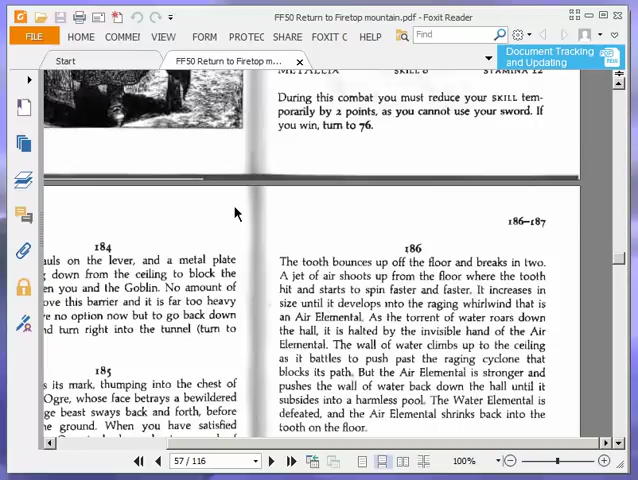 FF50 Return to Firetop mountain.pdf - Foxit Reader
FILE
HOME
COMMEI
VIEW
FORM
PROTEC
SHARE
FOXIT C
HELP
Find
Document Tracking
and Updating
Start
FF50 Return to Firetop m...
METALLIX SKILL 6 STAMINA 12
During this combat you must reduce your SKILL tem-
porarily by 2 points, as you cannot use your sword. If
you win, turn to 76.
184
auls on the lever, and a metal plate
g down from the ceiling to block the
en you and the Goblin. No amount of
ove this barrier and it is far too heavy
ve no option now but to go back down
nd turn right into the tunnel (turn to
185
s its mark, thumping into the chest of
Ogre, whose face betrays a bewildered
ge beast sways back and forth, before
he ground. When you have satisfied
186–187
186
The tooth bounces up off the floor and breaks in two.
A jet of air shoots up from the floor where the tooth
hit and starts to spin faster and faster. It increases in
size until it develops into the raging whirlwind that is
an Air Elemental. As the torrent of water roars down
the hall, it is halted by the invisible hand of the Air
Elemental. The wall of water climbs up to the ceiling
as it battles to push past the raging cyclone that
blocks its path. But the Air Elemental is stronger and
pushes the wall of water back down the hall until it
subsides into a harmless pool. The Water Elemental is
defeated, and the Air Elemental shrinks back into the
tooth on the floor.
57 / 116
100%